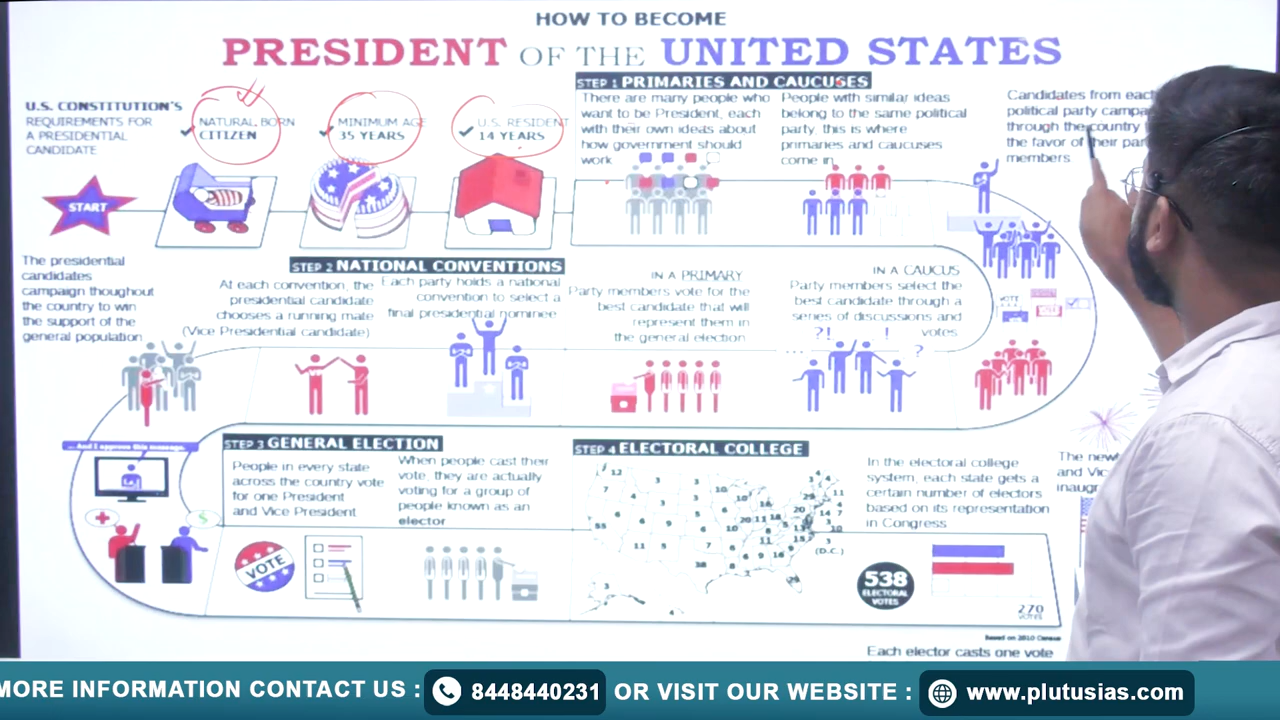 HOW TO BECOME
PRESIDENT OF THE UNITED STATES
U.S. CONSTITUTION'S
REQUIREMENTS FOR
A PRESIDENTIAL
CANDIDATE
NATURAL BORN
CITIZEN
MINIMUM AGE
35 YEARS
U.S. RESIDENT
14 YEARS
START
STEP 1 PRIMARIES AND CAUCUSES
There are many people who
want to be President, each
with their own ideas about
how government should
work
People with similar ideas
belong to the same political
party, this is where
primaries and caucuses
come in
Candidates from each
political party
through the country
the favor of their
members
IN A PRIMARY
Party members vote for the
best candidate that will
represent them in
the general election
IN A CAUCUS
Party members select the
best candidate through a
series of discussions and
votes
?! ! ?
VOTE
STEP 2 NATIONAL CONVENTIONS
At each convention, the
presidential candidate
chooses a running mate
(Vice Presidential candidate)
Each party holds a national
convention to select a
final presidential nominee
The presidential
candidates
campaign thoughout
the country to win
the support of the
general population
... And I approve this message.
$
STEP 3 GENERAL ELECTION
People in every state
across the country vote
for one President
and Vice President
When people cast their
vote, they are actually
voting for a group of
people known as an
elector
VOTE
STEP 4 ELECTORAL COLLEGE
In the electoral college
system, each state gets a
certain number of electors
based on its representation
in Congress
(D.C.)
538
ELECTORAL
VOTES
270
VOTES
Based on 2010 Census
Each elector casts one vote
The
and
MORE INFORMATION CONTACT US : 8448440231 OR VISIT OUR WEBSITE : www.plutusias.com